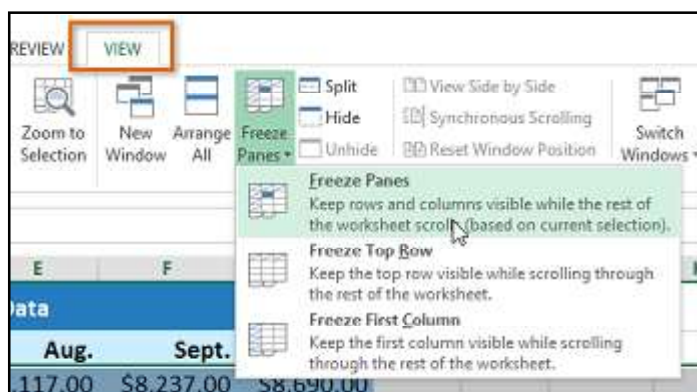 REVIEW VIEW
Split View Side by Side
Hide Synchronous Scrolling
Zoom to New Arrange Freeze Switch
Selection Window All Panes Unhide Reset Window Position Windows
Freeze Panes
Keep rows and columns visible while the rest of
the worksheet scrolls (based on current selection).
Freeze Top Row
Keep the top row visible while scrolling through
the rest of the worksheet.
Freeze First Column
Keep the first column visible while scrolling
through the rest of the worksheet.
E F
Aug. Sept.
,117.00 $8,237.00 $8,690.00